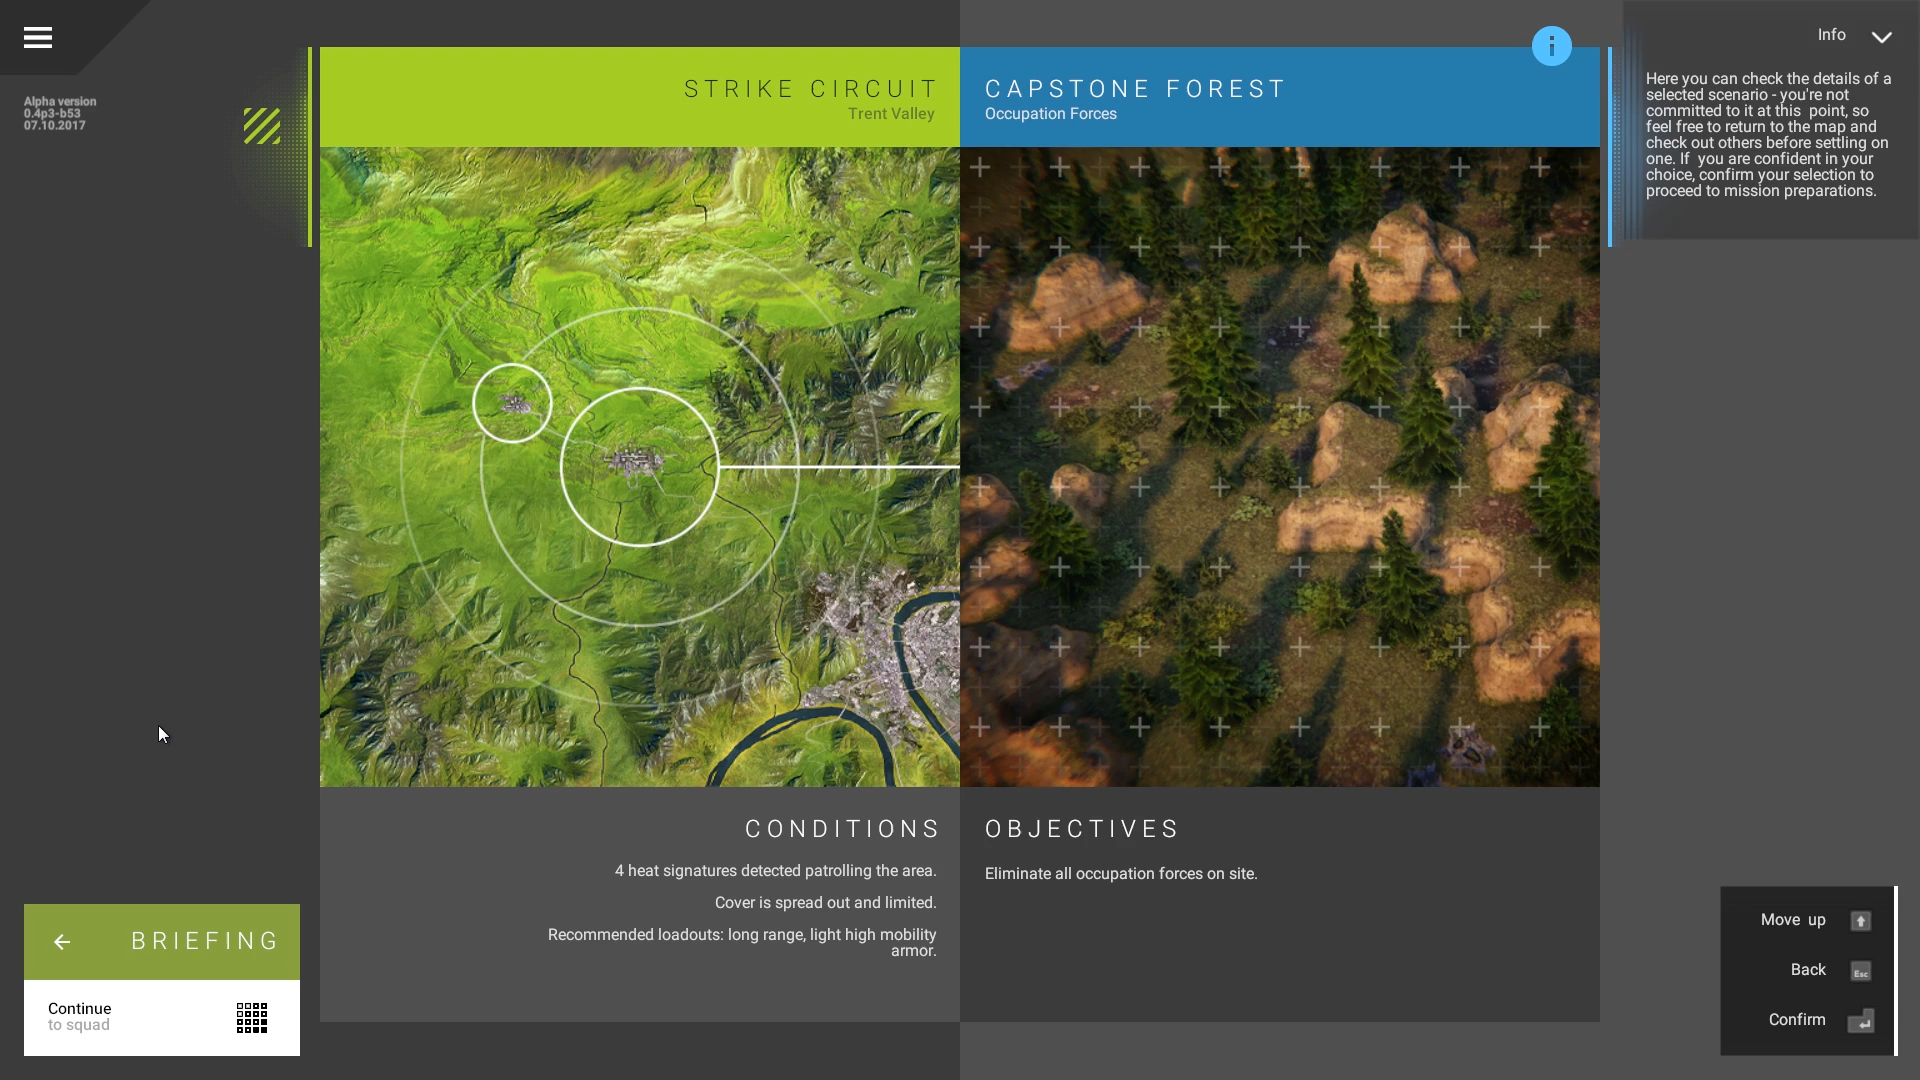 Alpha version
0.4p3-b53
07.10.2017
STRIKE CIRCUIT
Trent Valley
CAPSTONE FOREST
Occupation Forces
Info
Here you can check the details of a
selected scenario - you're not
committed to it at this point, so
feel free to return to the map and
check out others before settling on
one. If you are confident in your
choice, confirm your selection to
proceed to mission preparations.
CONDITIONS
4 heat signatures detected patrolling the area.
Cover is spread out and limited.
Recommended loadouts: long range, light high mobility
armor.
OBJECTIVES
Eliminate all occupation forces on site.
BRIEFING
Continue
to squad
Move up
Back
Esc
Confirm